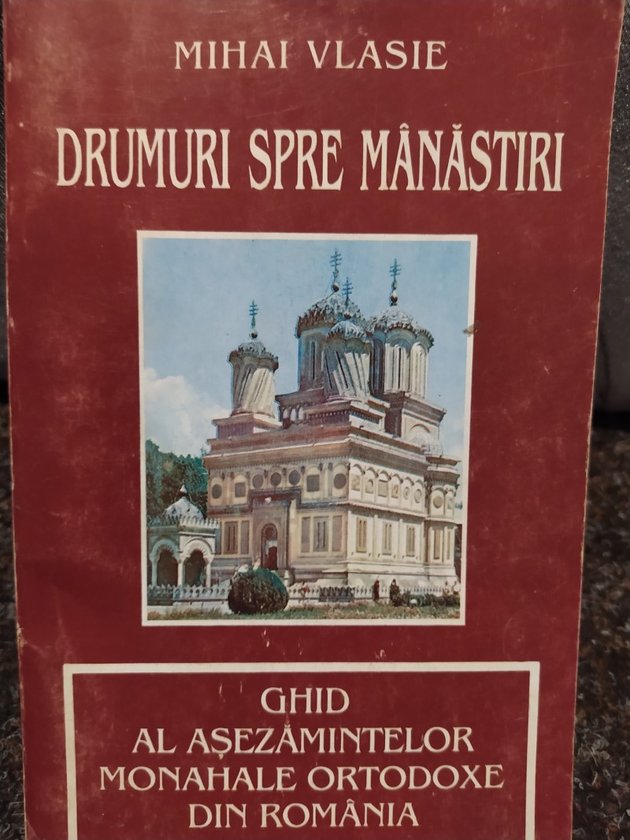 MIHAI VLASIE
DRUMURI SPRE MÂNĂSTIRI
GHID
AL AȘEZĂMINTELOR
MONAHALE ORTODOXE
DIN ROMÂNIA